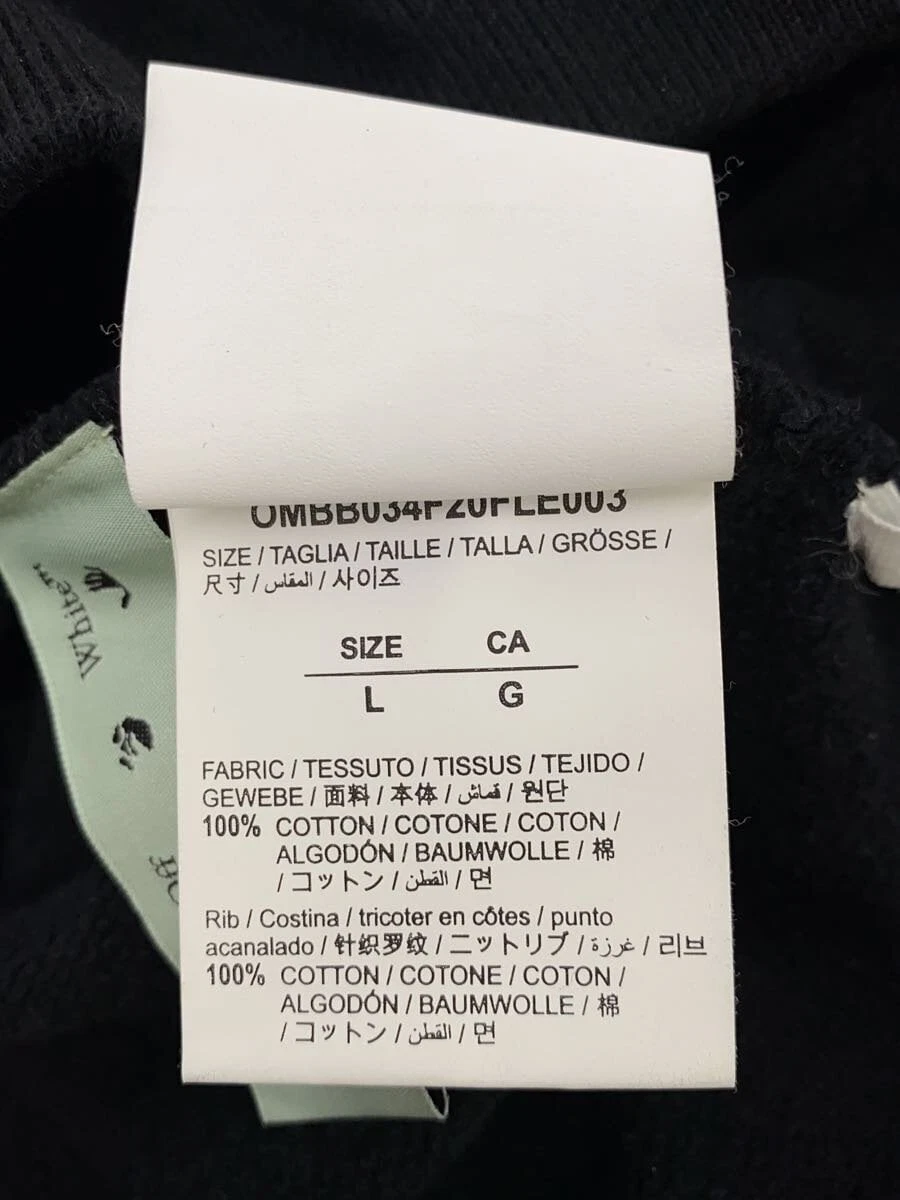 OMBB034F20FLE003
SIZE / TAGLIA / TAILLE / TALLA / GRÖSSE /
尺寸 / المقاس / 사이즈
SIZE CA
L G
FABRIC / TESSUTO / TISSUS / TEJIDO /
GEWEBE / 面料 / 本体 / قماش / 원단
100% COTTON / COTONE / COTON /
ALGODÓN / BAUMWOLLE / 棉
/ コットン / القطن / 면
Rib / Costina / tricoter en côtes / punto
acanalado / 针织罗纹 / ニットリブ / غرزة / 리브
100% COTTON / COTONE / COTON /
ALGODÓN / BAUMWOLLE / 棉
/ コットン / القطن / 면
White™